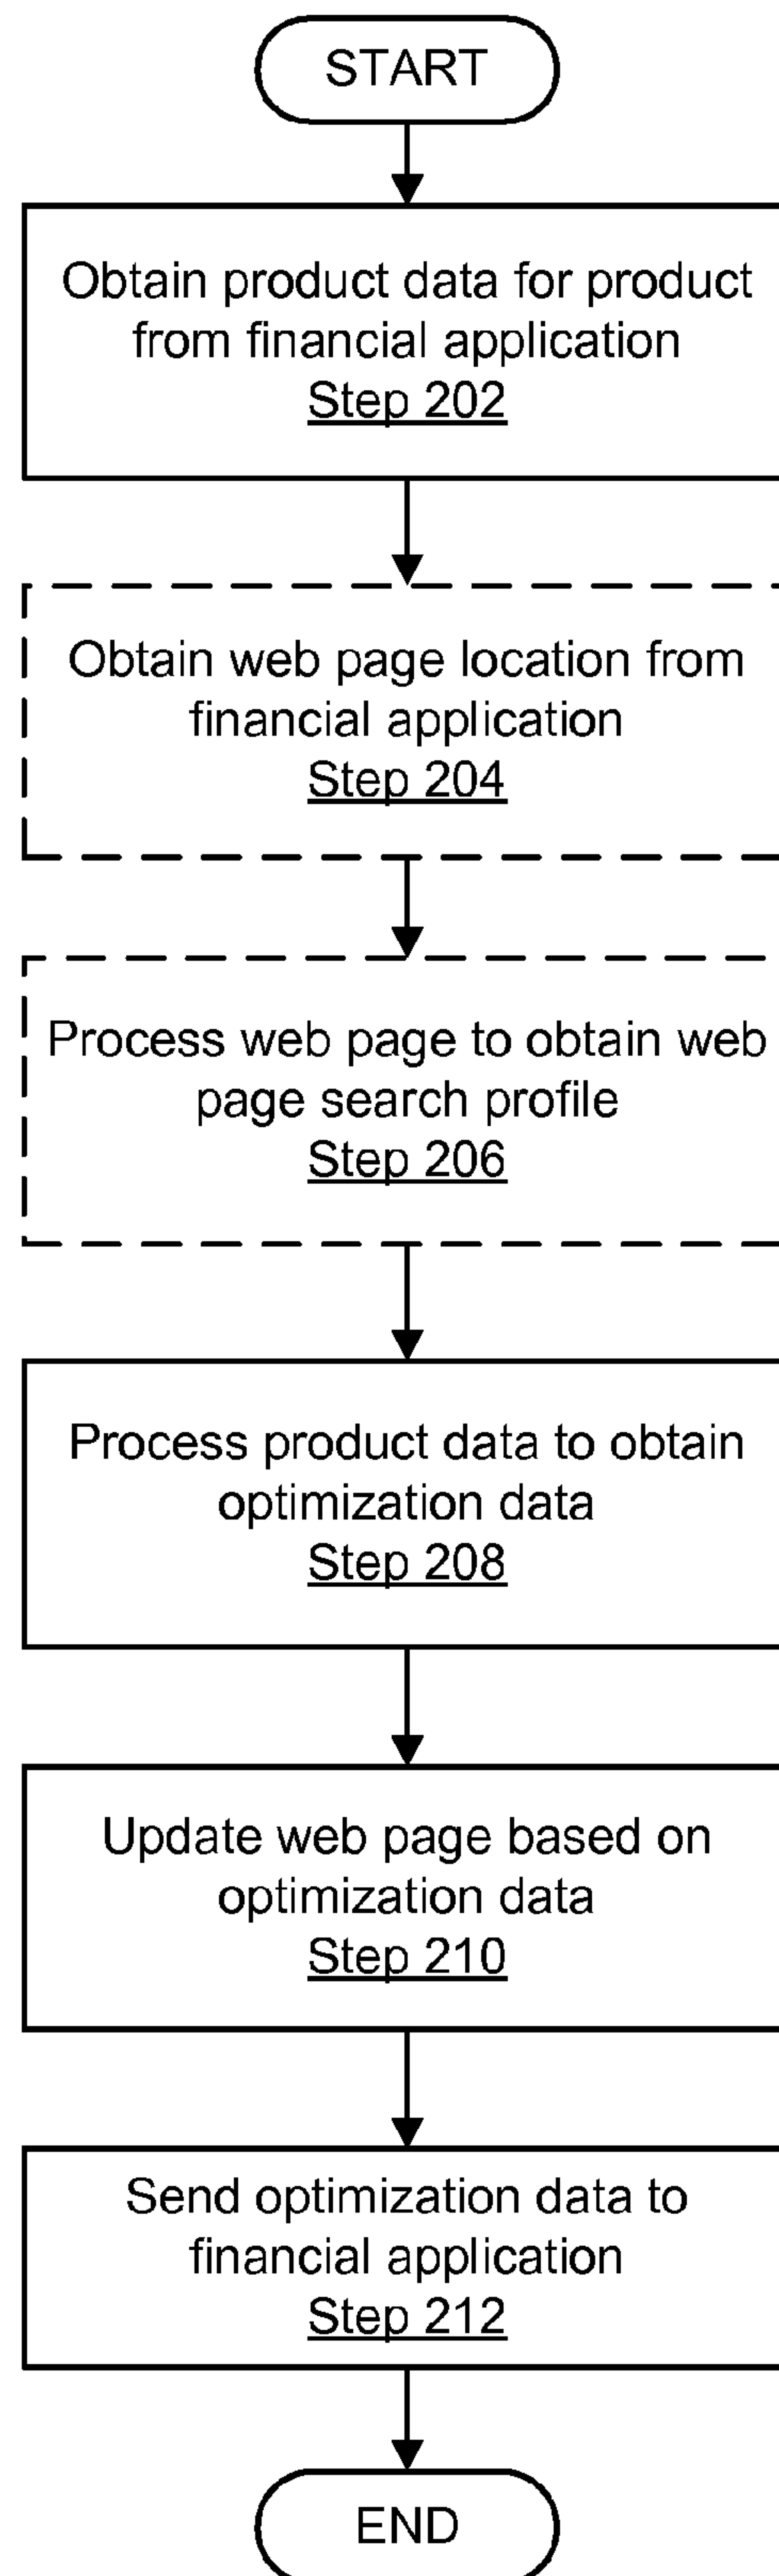 START
Obtain product data for product
from financial application
Step 202
Obtain web page location from
financial application
Step 204
Process web page to obtain web
page search profile
Step 206
Process product data to obtain
optimization data
Step 208
Update web page based on
optimization data
Step 210
Send optimization data to
financial application
Step 212
END